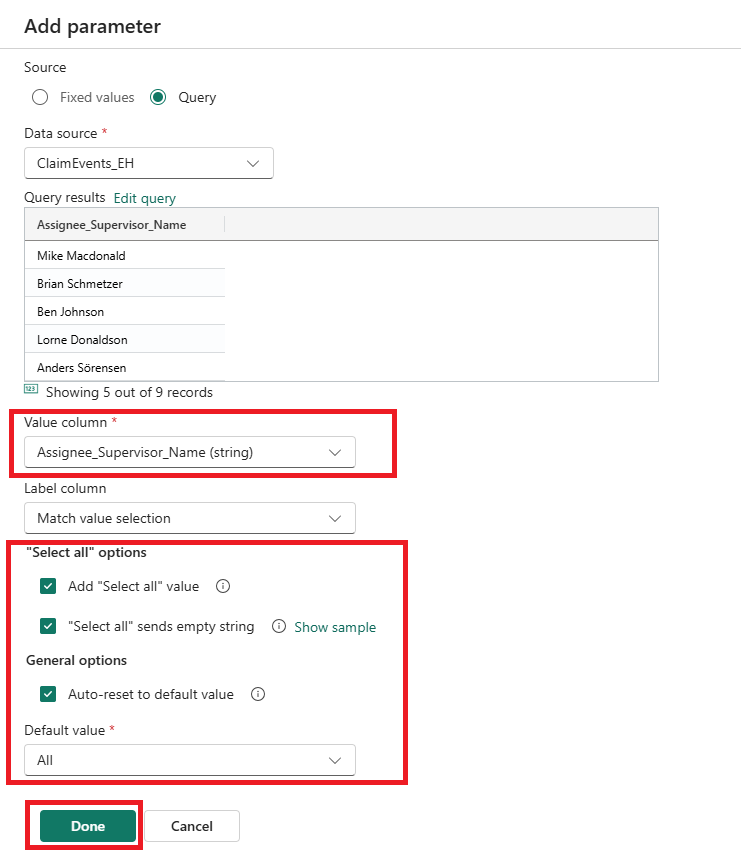 Add parameter
Source
Fixed values Query
Data source *
ClaimEvents_EH
Query results Edit query
Assignee_Supervisor_Name
Mike Macdonald
Brian Schmetzer
Ben Johnson
Lorne Donaldson
Anders Sörensen
123 Showing 5 out of 9 records
Value column *
Assignee_Supervisor_Name (string)
Label column
Match value selection
"Select all" options
Add "Select all" value
"Select all" sends empty string Show sample
General options
Auto-reset to default value
Default value *
All
Done Cancel